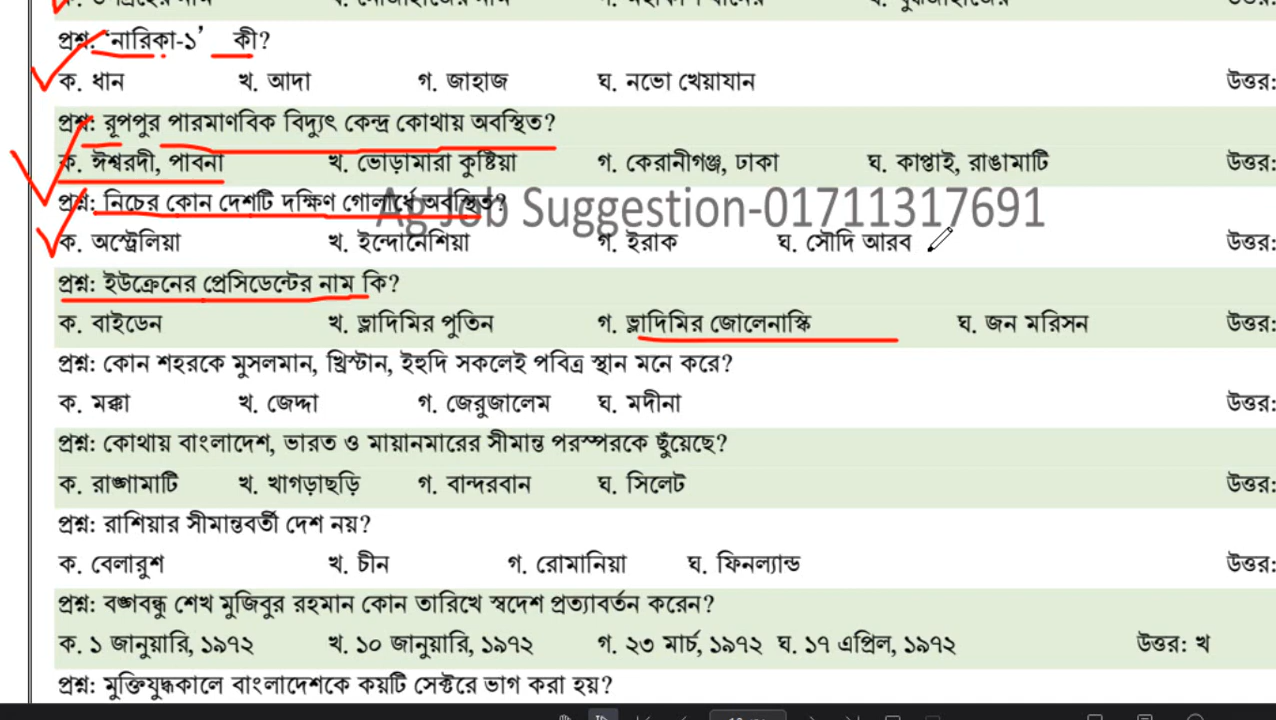 ক. উপগ্রহের নাম খ. নৌজাহাজের নাম গ. মহাকাশ যানের ঘ. যুদ্ধজাহাজের উত্তর:
প্রশ্ন: ‘নারিকা-১’ কী?
ক. ধান খ. আদা গ. জাহাজ ঘ. নভো খেয়াযান উত্তর:
প্রশ্ন: রূপপুর পারমাণবিক বিদ্যুৎ কেন্দ্র কোথায় অবস্থিত?
ক. ঈশ্বরদী, পাবনা খ. ভোড়ামারা কুষ্টিয়া গ. কেরানীগঞ্জ, ঢাকা ঘ. কাপ্তাই, রাঙামাটি
প্রশ্ন: নিচের কোন দেশটি দক্ষিণ গোলার্ধে অবস্থিত?
Ag Job Suggestion-01711317691
ক. অস্ট্রেলিয়া খ. ইন্দোনেশিয়া গ. ইরাক ঘ. সৌদি আরব উত্তর:
প্রশ্ন: ইউক্রেনের প্রেসিডেন্টের নাম কি?
ক. বাইডেন খ. ভ্লাদিমির পুতিন গ. ভ্লাদিমির জোলেনাস্কি ঘ. জন মরিসন উত্তর:
প্রশ্ন: কোন শহরকে মুসলমান, খ্রিস্টান, ইহুদি সকলেই পবিত্র স্থান মনে করে?
ক. মক্কা খ. জেদ্দা গ. জেরুজালেম ঘ. মদীনা উত্তর:
প্রশ্ন: কোথায় বাংলাদেশ, ভারত ও মায়ানমারের সীমান্ত পরস্পরকে ছুঁয়েছে?
ক. রাঙ্গামাটি খ. খাগড়াছড়ি গ. বান্দরবান ঘ. সিলেট উত্তর:
প্রশ্ন: রাশিয়ার সীমান্তবর্তী দেশ নয়?
ক. বেলারুশ খ. চীন গ. রোমানিয়া ঘ. ফিনল্যান্ড উত্তর:
প্রশ্ন: বঙ্গবন্ধু শেখ মুজিবুর রহমান কোন তারিখে স্বদেশ প্রত্যাবর্তন করেন?
ক. ১ জানুয়ারি, ১৯৭২ খ. ১০ জানুয়ারি, ১৯৭২ গ. ২৩ মার্চ, ১৯৭২ ঘ. ১৭ এপ্রিল, ১৯৭২ উত্তর: খ
প্রশ্ন: মুক্তিযুদ্ধকালে বাংলাদেশকে কয়টি সেক্টরে ভাগ করা হয়?